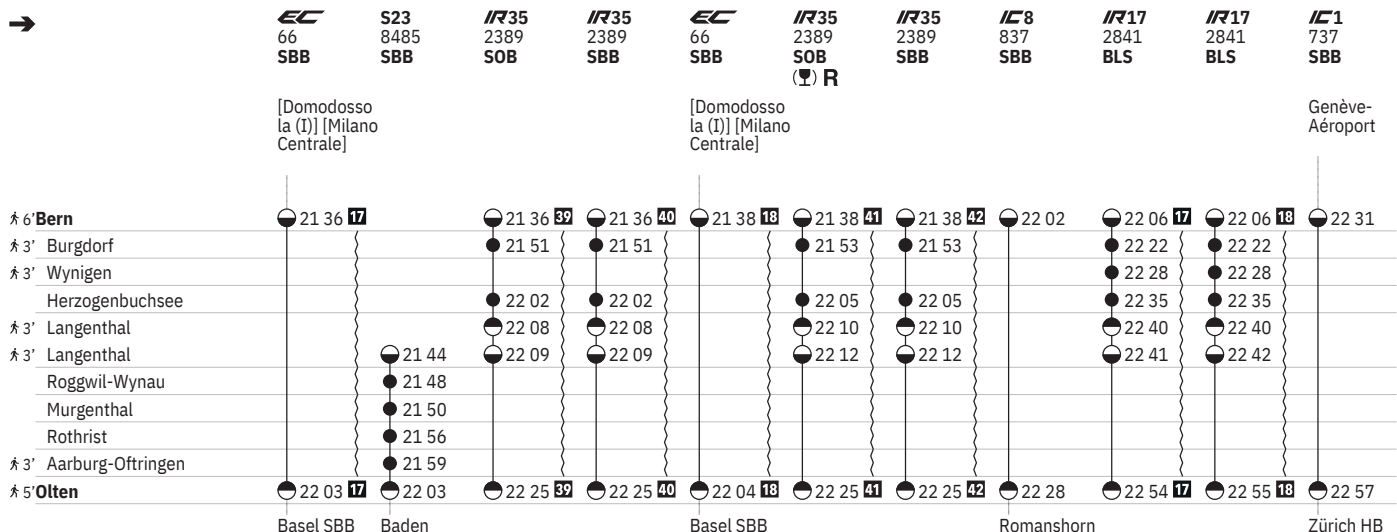 EC S23 IR35 IR35 EC IR35 IR35 IC8 IR17 IR17 IC1
66 8485 2389 2389 66 2389 2389 837 2841 2841 737
SBB SBB SOB SBB SBB SOB SBB SBB BLS BLS SBB
R
[Domodosso [Domodosso Genève-
la (I)] [Milano la (I)] [Milano Aéroport
Centrale] Centrale]
6' Bern 21 36 17 21 36 39 21 36 40 21 38 18 21 38 41 21 38 42 22 02 22 06 17 22 06 18 22 31
3' Burgdorf 21 51 21 51 21 53 21 53 22 22 22 22
3' Wynigen 22 28 22 28
Herzogenbuchsee 22 02 22 02 22 05 22 05 22 35 22 35
3' Langenthal 22 08 22 08 22 10 22 10 22 40 22 40
3' Langenthal 21 44 22 09 22 09 22 12 22 12 22 41 22 42
Roggwil-Wynau 21 48
Murgenthal 21 50
Rothrist 21 56
3' Aarburg-Oftringen 21 59
5' Olten 22 03 17 22 03 22 25 39 22 25 40 22 04 18 22 25 41 22 25 42 22 28 22 54 17 22 55 18 22 57
Basel SBB Baden Basel SBB Romanshorn Zürich HB